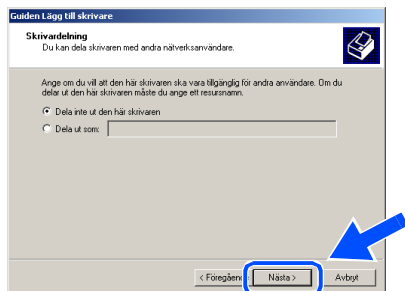 Guiden Lägg till skrivare
Skrivardelning
Du kan dela skrivaren med andra nätverksanvändare.
Ange om du vill att den här skrivaren ska vara tillgänglig för andra användare. Om du
delar ut den här skrivaren måste du ange ett resursnamn.
Dela inte ut den här skrivaren
Dela ut som:
< Föregåen Nästa > Avbryt